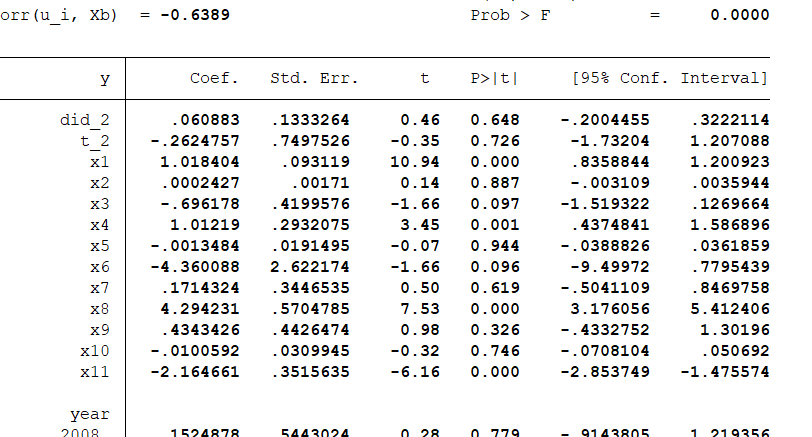 orr(u_i, Xb) = -0.6389 Prob > F = 0.0000
y Coef. Std. Err. t P>|t| [95% Conf. Interval]
did_2 .060883 .1333264 0.46 0.648 -.2004455 .3222114
t_2 -.2624757 .7497526 -0.35 0.726 -1.73204 1.207088
x1 1.018404 .093119 10.94 0.000 .8358844 1.200923
x2 .0002427 .00171 0.14 0.887 -.003109 .0035944
x3 -.696178 .4199576 -1.66 0.097 -1.519322 .1269664
x4 1.01219 .2932075 3.45 0.001 .4374841 1.586896
x5 -.0013484 .0191495 -0.07 0.944 -.0388826 .0361859
x6 -4.360088 2.622174 -1.66 0.096 -9.49972 .7795439
x7 .1714324 .3446535 0.50 0.619 -.5041109 .8469758
x8 4.294231 .5704785 7.53 0.000 3.176056 5.412406
x9 .4343426 .4426474 0.98 0.326 -.4332752 1.30196
x10 -.0100592 .0309945 -0.32 0.746 -.0708104 .050692
x11 -2.164661 .3515635 -6.16 0.000 -2.853749 -1.475574
year
2008 .1524878 .5443024 0.28 0.779 -.9143805 1.219356